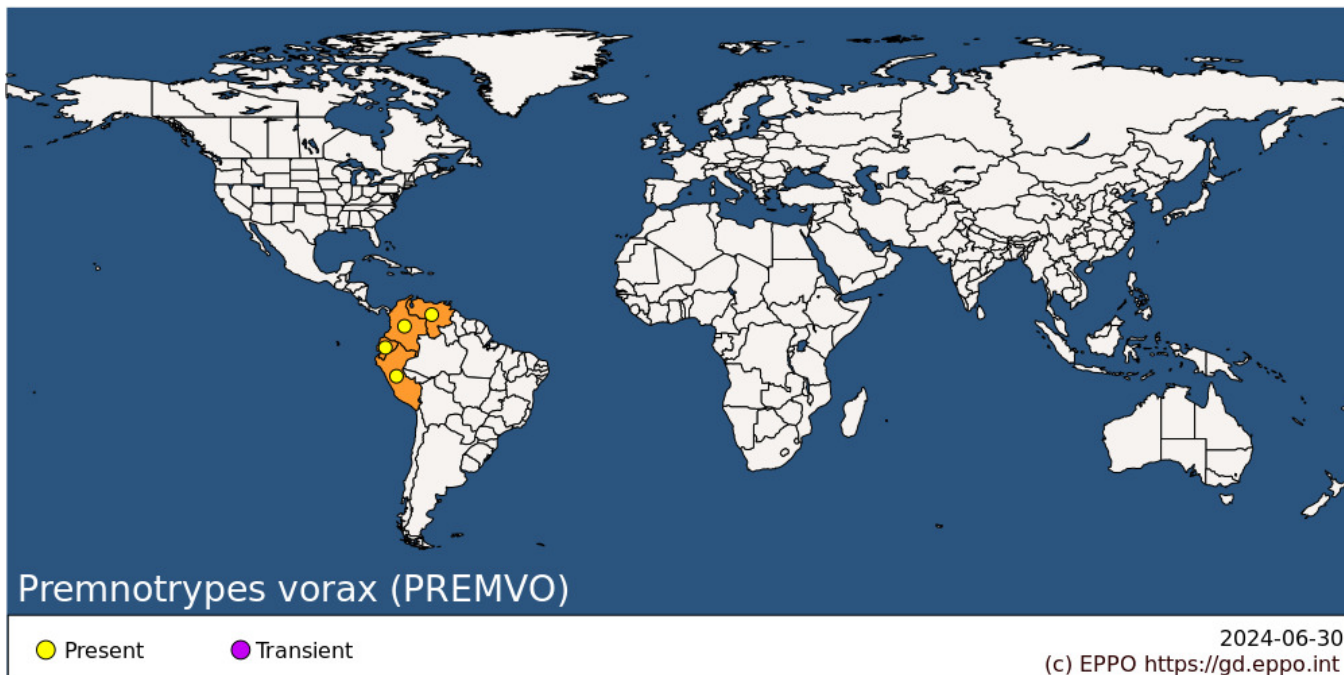 Premnotrypes vorax (PREMVO)
Present
Transient
2024-06-30
(c) EPPO https://gd.eppo.int